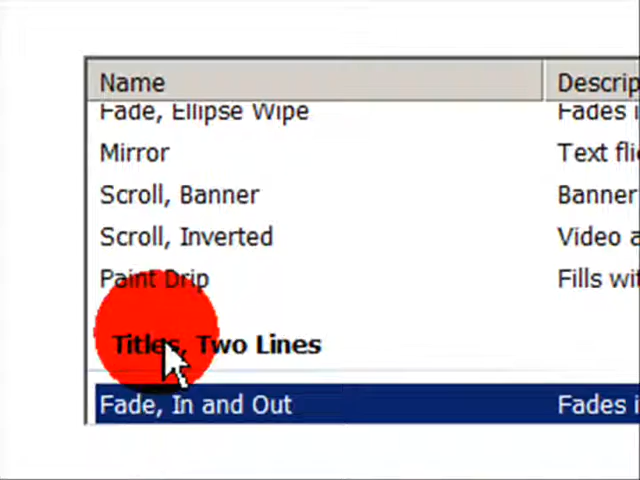 Name Descrip
Fade, Ellipse Wipe Fades i
Mirror Text fli
Scroll, Banner Banner
Scroll, Inverted Video a
Paint Drip Fills wit
Titles, Two Lines
Fade, In and Out Fades i